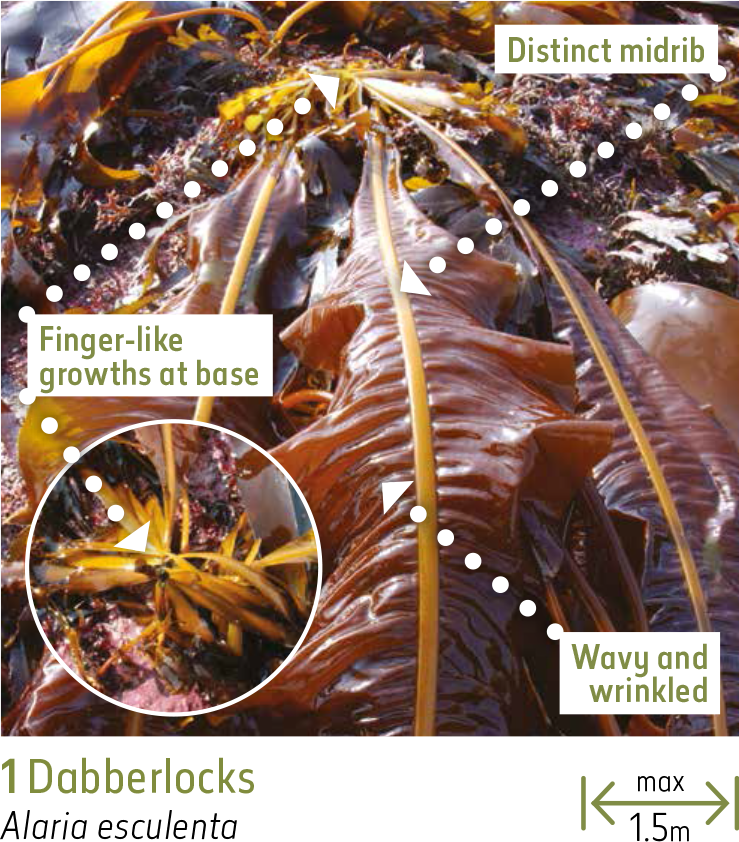 Distinct midrib
Finger-like
growths at base
Wavy and
wrinkled
1 Dabberlocks
Alaria esculenta
max
1.5m